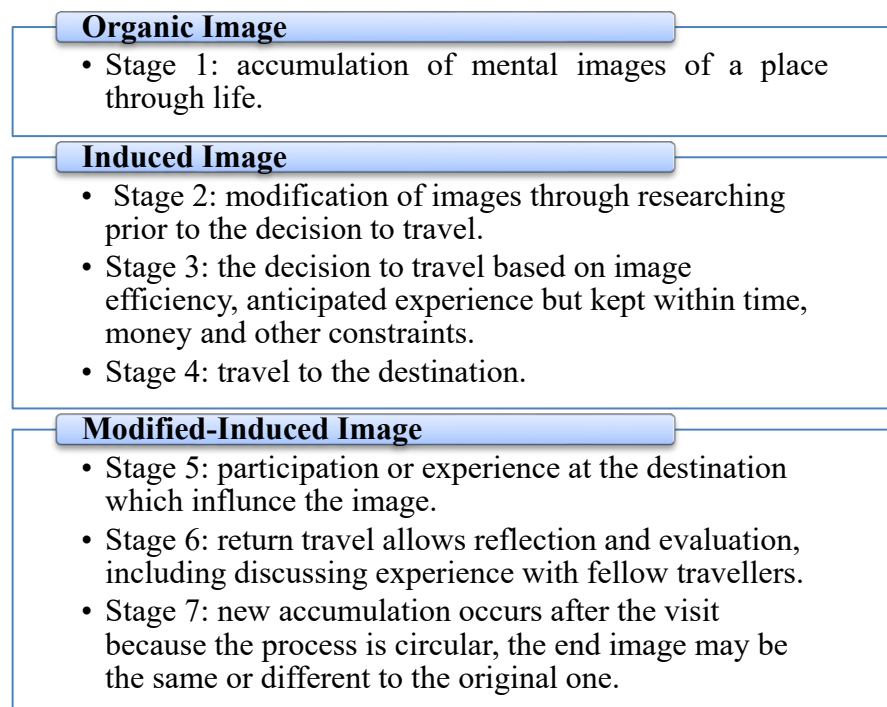 Organic Image
• Stage 1: accumulation of mental images of a place
through life.
Induced Image
• Stage 2: modification of images through researching
prior to the decision to travel.
• Stage 3: the decision to travel based on image
efficiency, anticipated experience but kept within time,
money and other constraints.
• Stage 4: travel to the destination.
Modified-Induced Image
• Stage 5: participation or experience at the destination
which influnce the image.
• Stage 6: return travel allows reflection and evaluation,
including discussing experience with fellow travellers.
• Stage 7: new accumulation occurs after the visit
because the process is circular, the end image may be
the same or different to the original one.